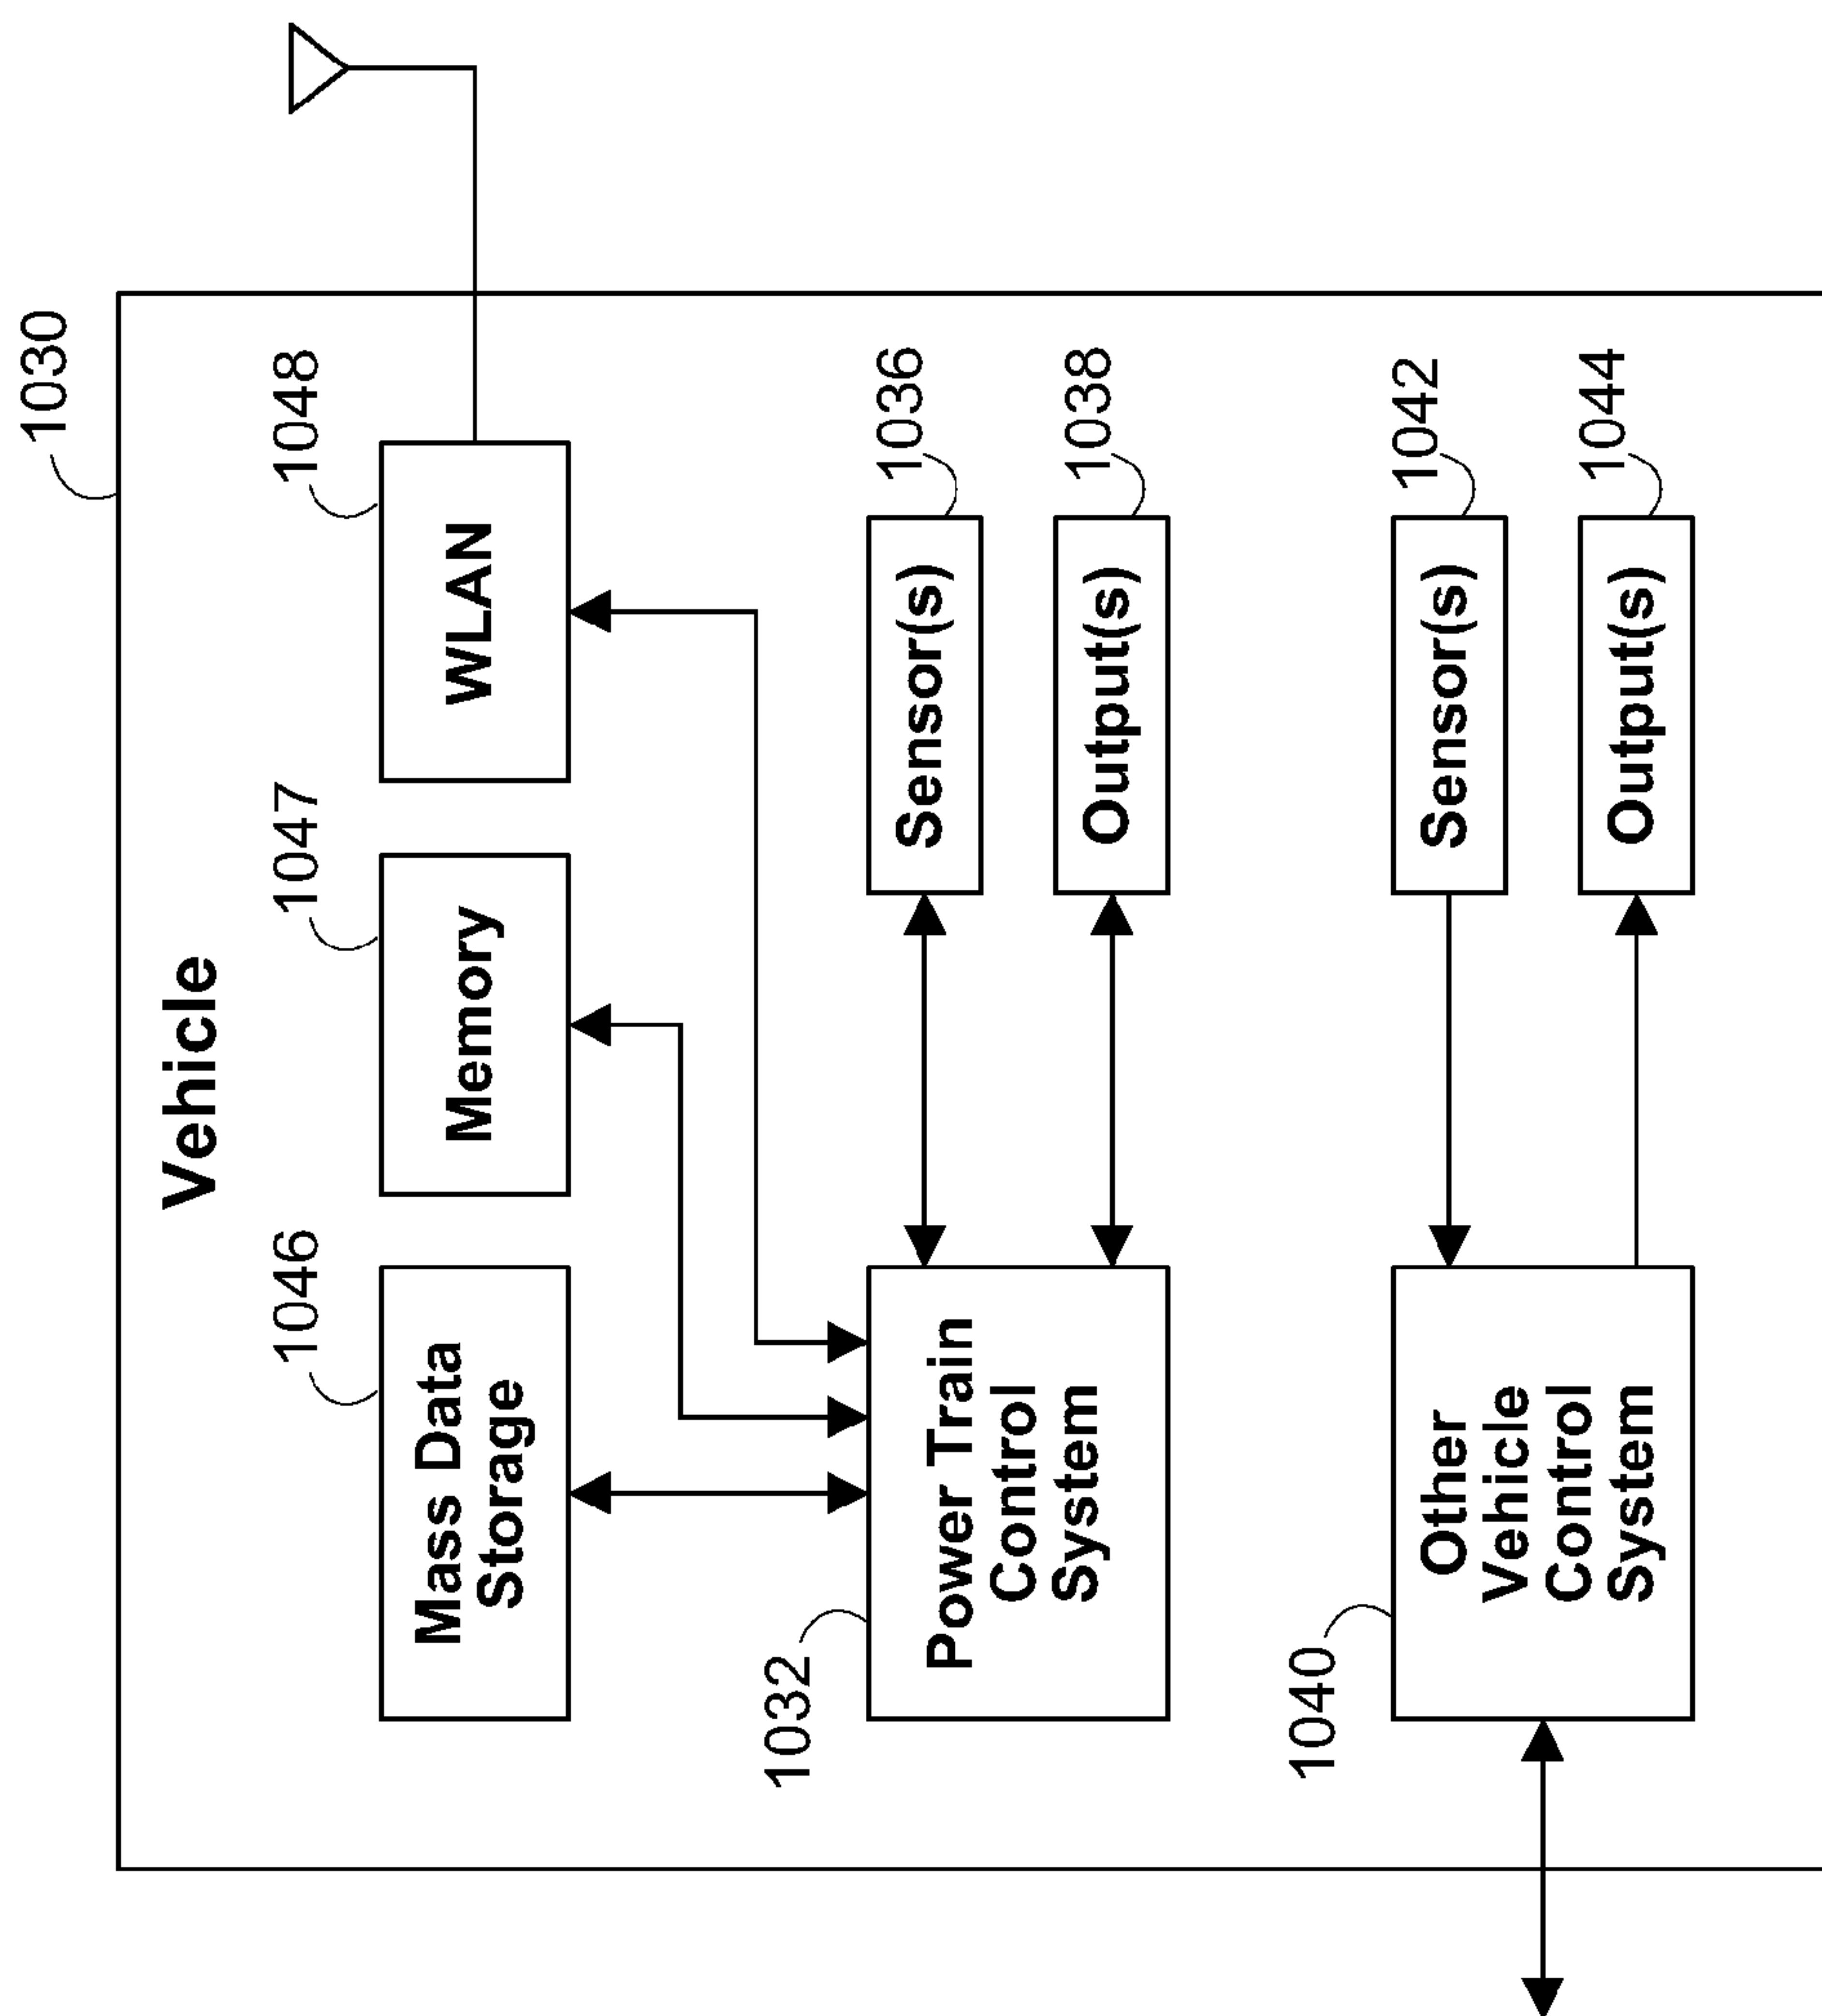 1030
Vehicle
1046
1047
1048
Mass Data
Storage
Memory
WLAN
1032
Power Train
Control
System
1036
Sensor(s)
1038
Output(s)
1040
Other
Vehicle
Control
System
1042
Sensor(s)
1044
Output(s)